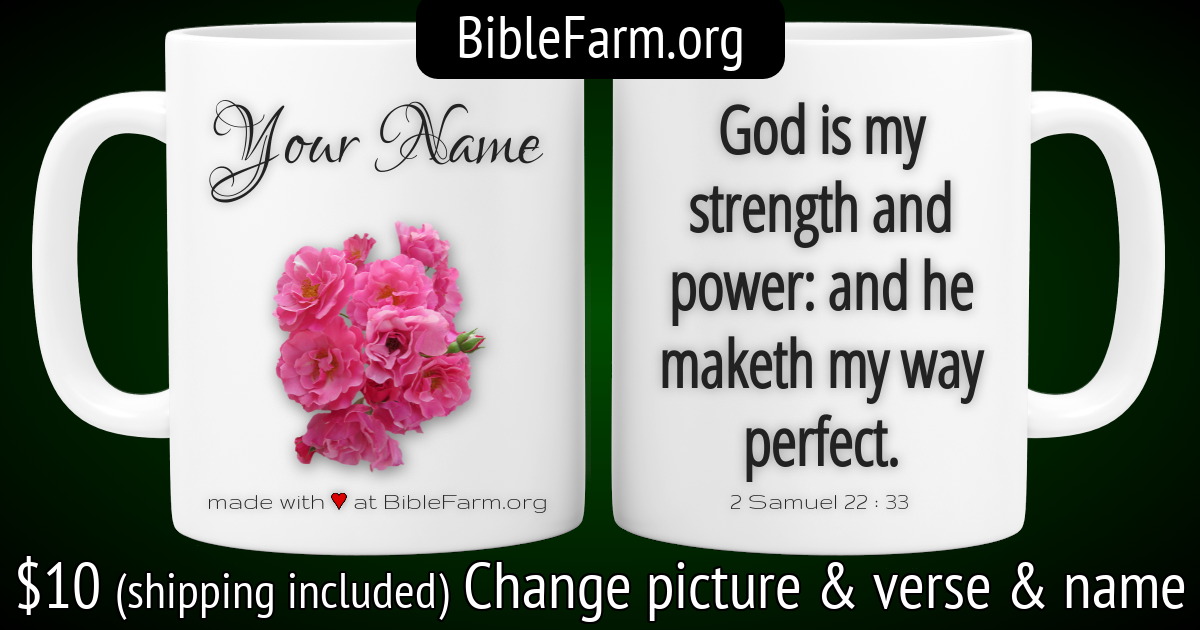 BibleFarm.org
Your Name
made with ♥ at BibleFarm.org
God is my
strength and
power: and he
maketh my way
perfect.
2 Samuel 22 : 33
$10 (shipping included) Change picture & verse & name